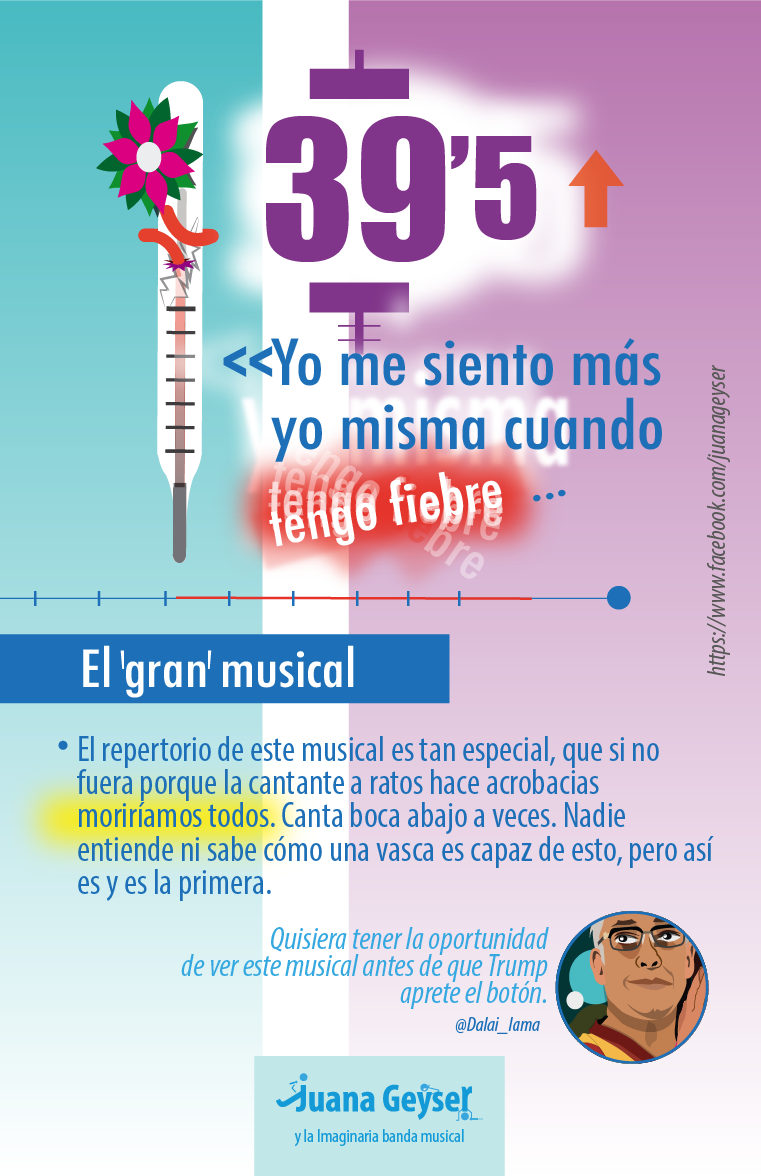 39'5
<<Yo me siento más
yo misma cuando
tengo fiebre ...
https://www.facebook.com/juanageyser
El 'gran' musical
• El repertorio de este musical es tan especial, que si no
fuera porque la cantante a ratos hace acrobacias
moriríamos todos. Canta boca abajo a veces. Nadie
entiende ni sabe cómo una vasca es capaz de esto, pero así
es y es la primera.
Quisiera tener la oportunidad
de ver este musical antes de que Trump
aprete el botón.
@Dalai_lama
Juana Geyser
y la Imaginaria banda musical